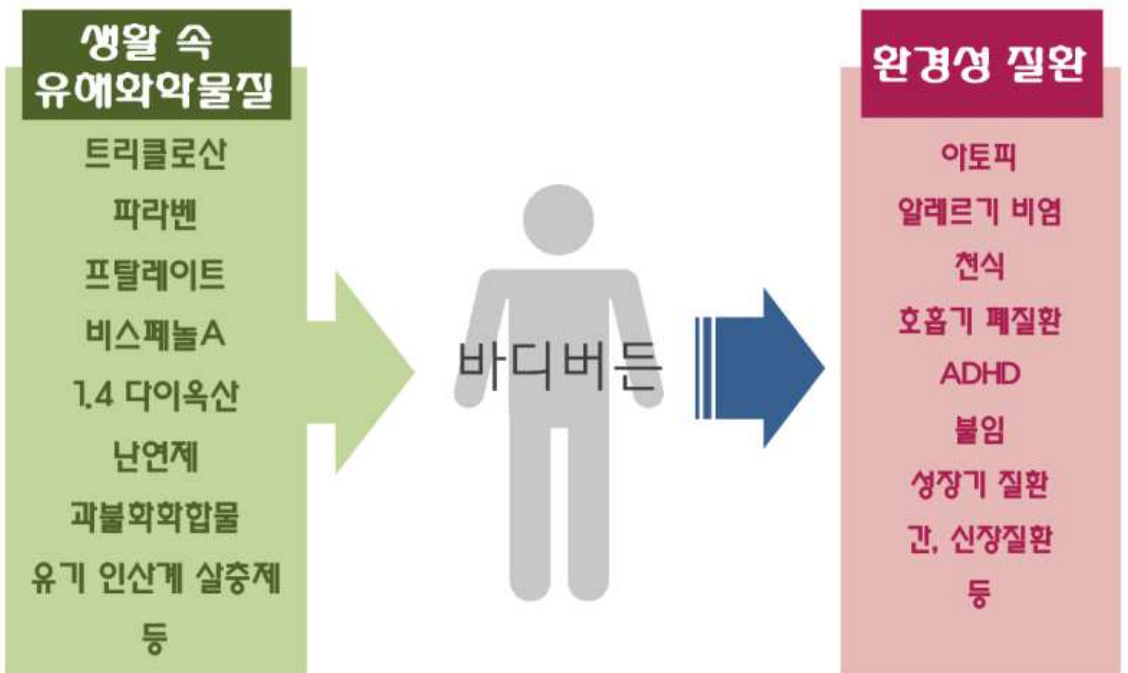 생활 속
유해화학물질
트리클로산
파라벤
프탈레이트
비스페놀A
1.4 다이옥산
난연제
과불화화합물
유기 인산계 살충제
등
바디버든
환경성 질환
아토피
알레르기 비염
천식
호흡기 폐질환
ADHD
불임
성장기 질환
간, 신장질환
등